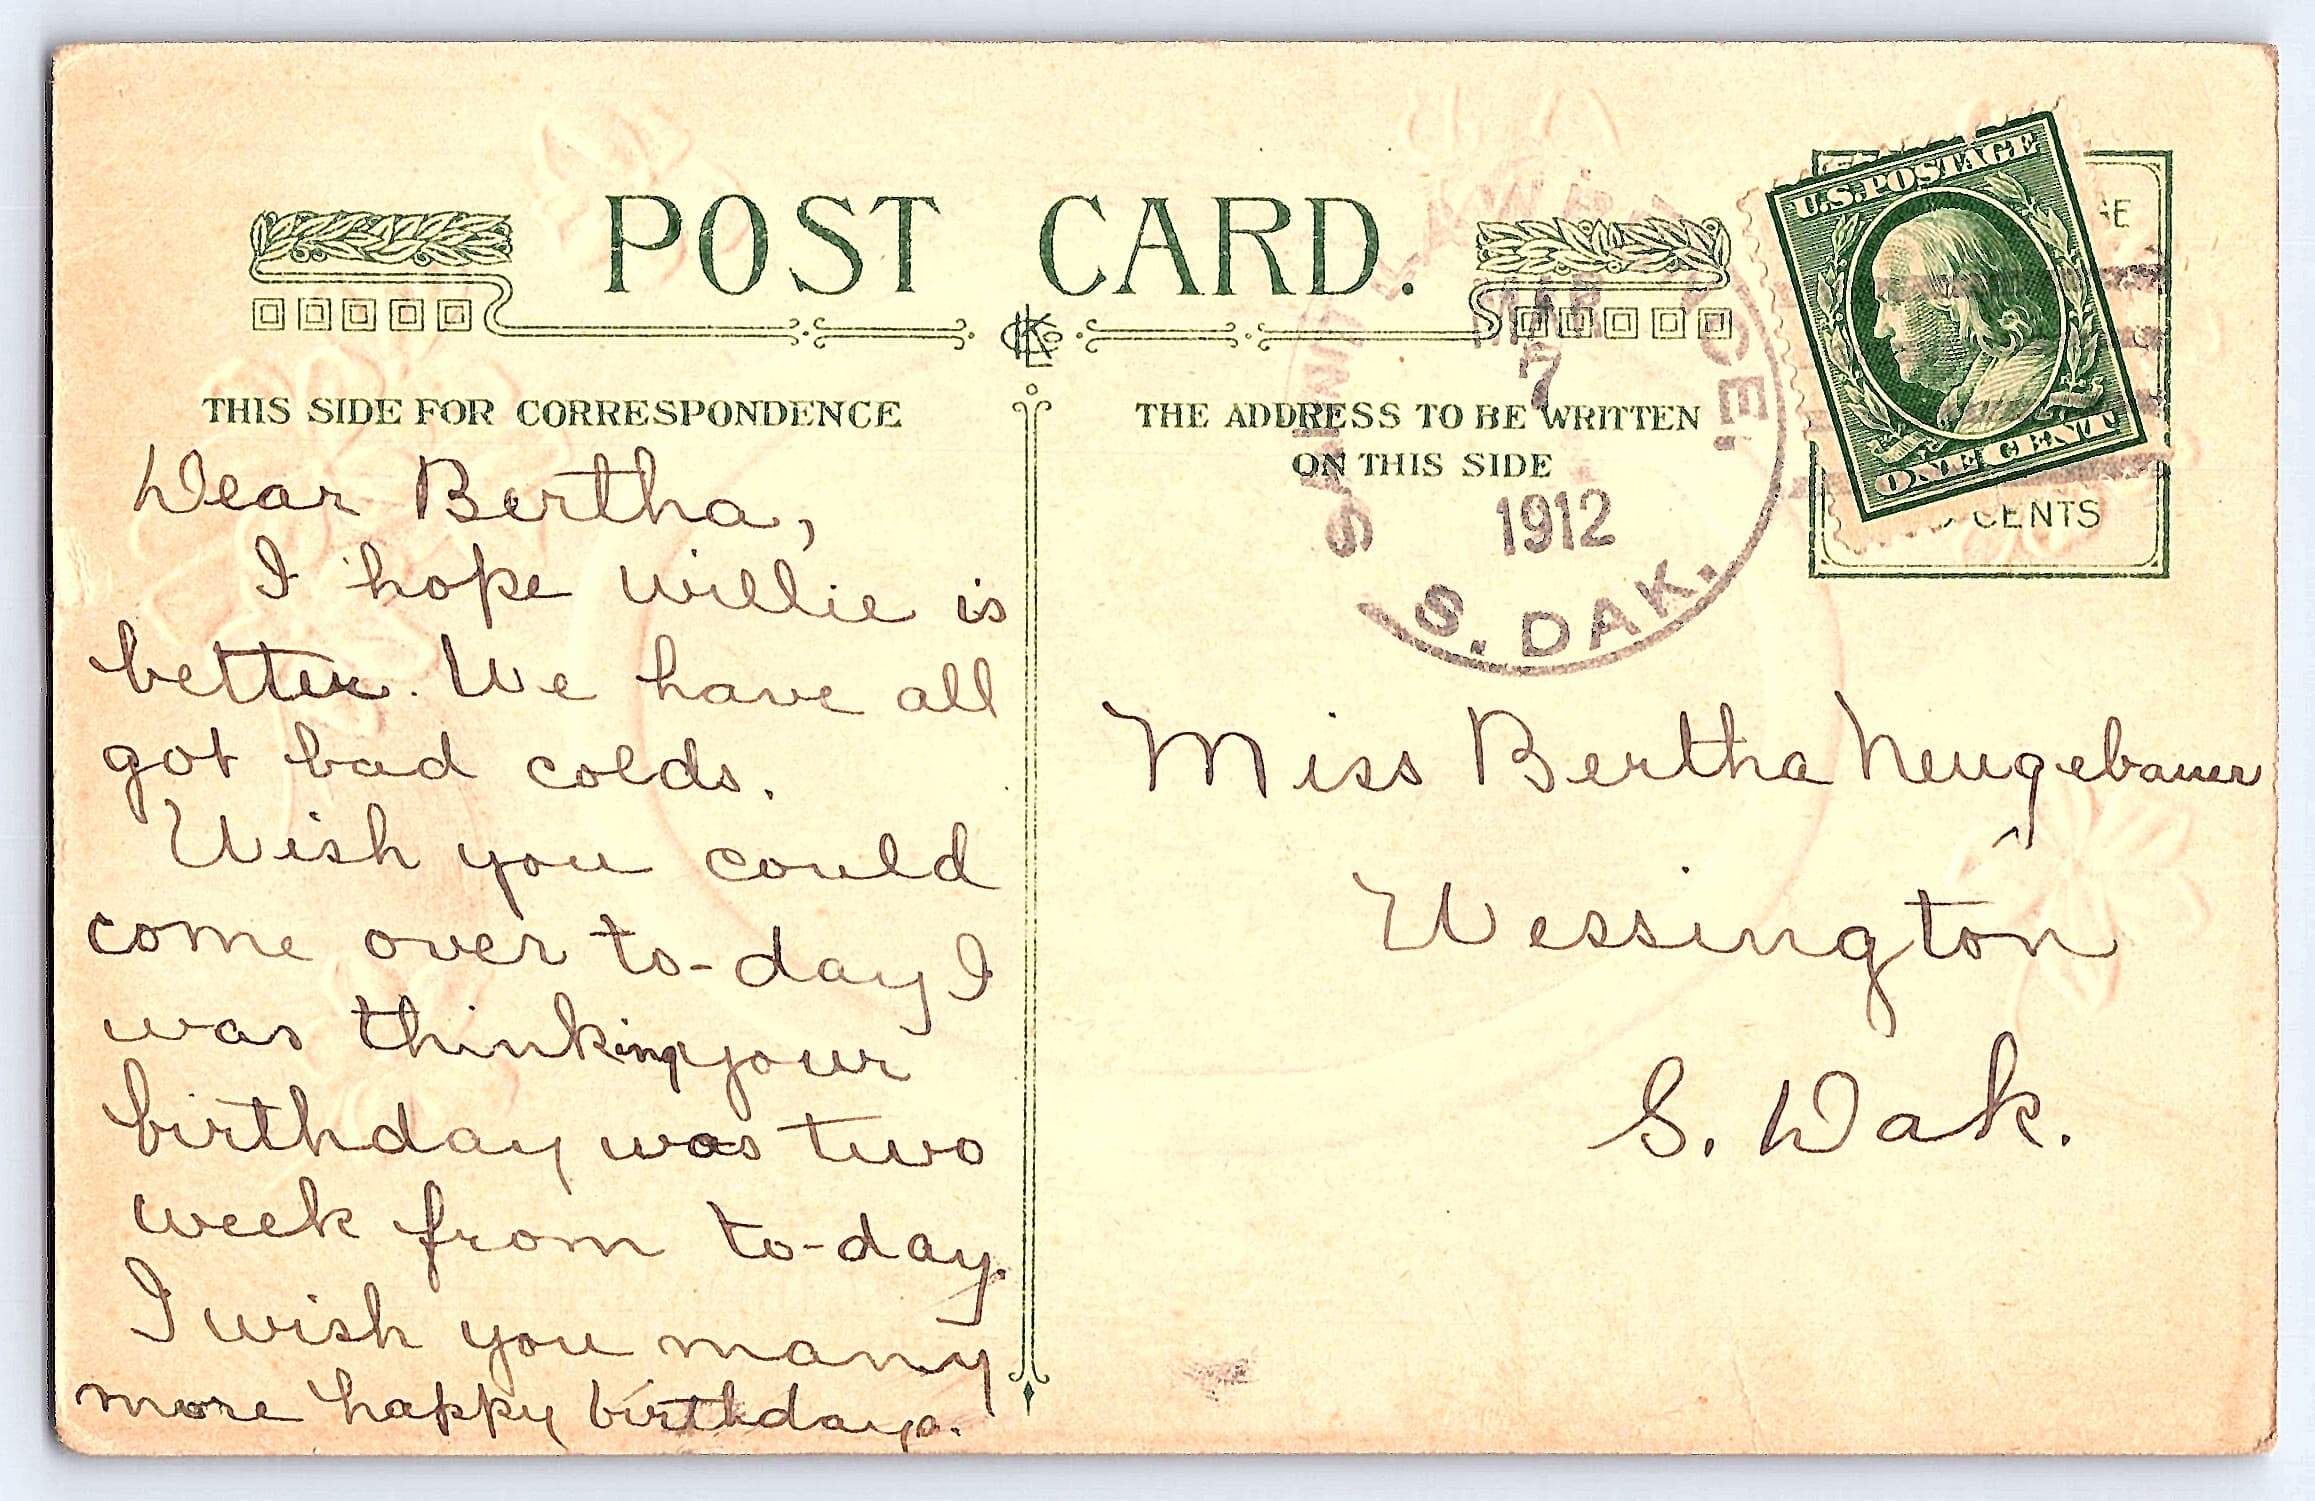 POST CARD.
THIS SIDE FOR CORRESPONDENCE
Dear Bertha,
I hope Willie is
better. We have all
got bad colds.
Wish you could
come over to-day I
was thinking your
birthday was two
week from to-day.
I wish you many
more happy birthdays.
THE ADDRESS TO BE WRITTEN
ON THIS SIDE
SAINT LAWRENCE.
MAR
7
1912
S. DAK.
U.S. POSTAGE
ONE CENT
CENTS
Miss Bertha Neugebauer
Wessington
S. Dak.